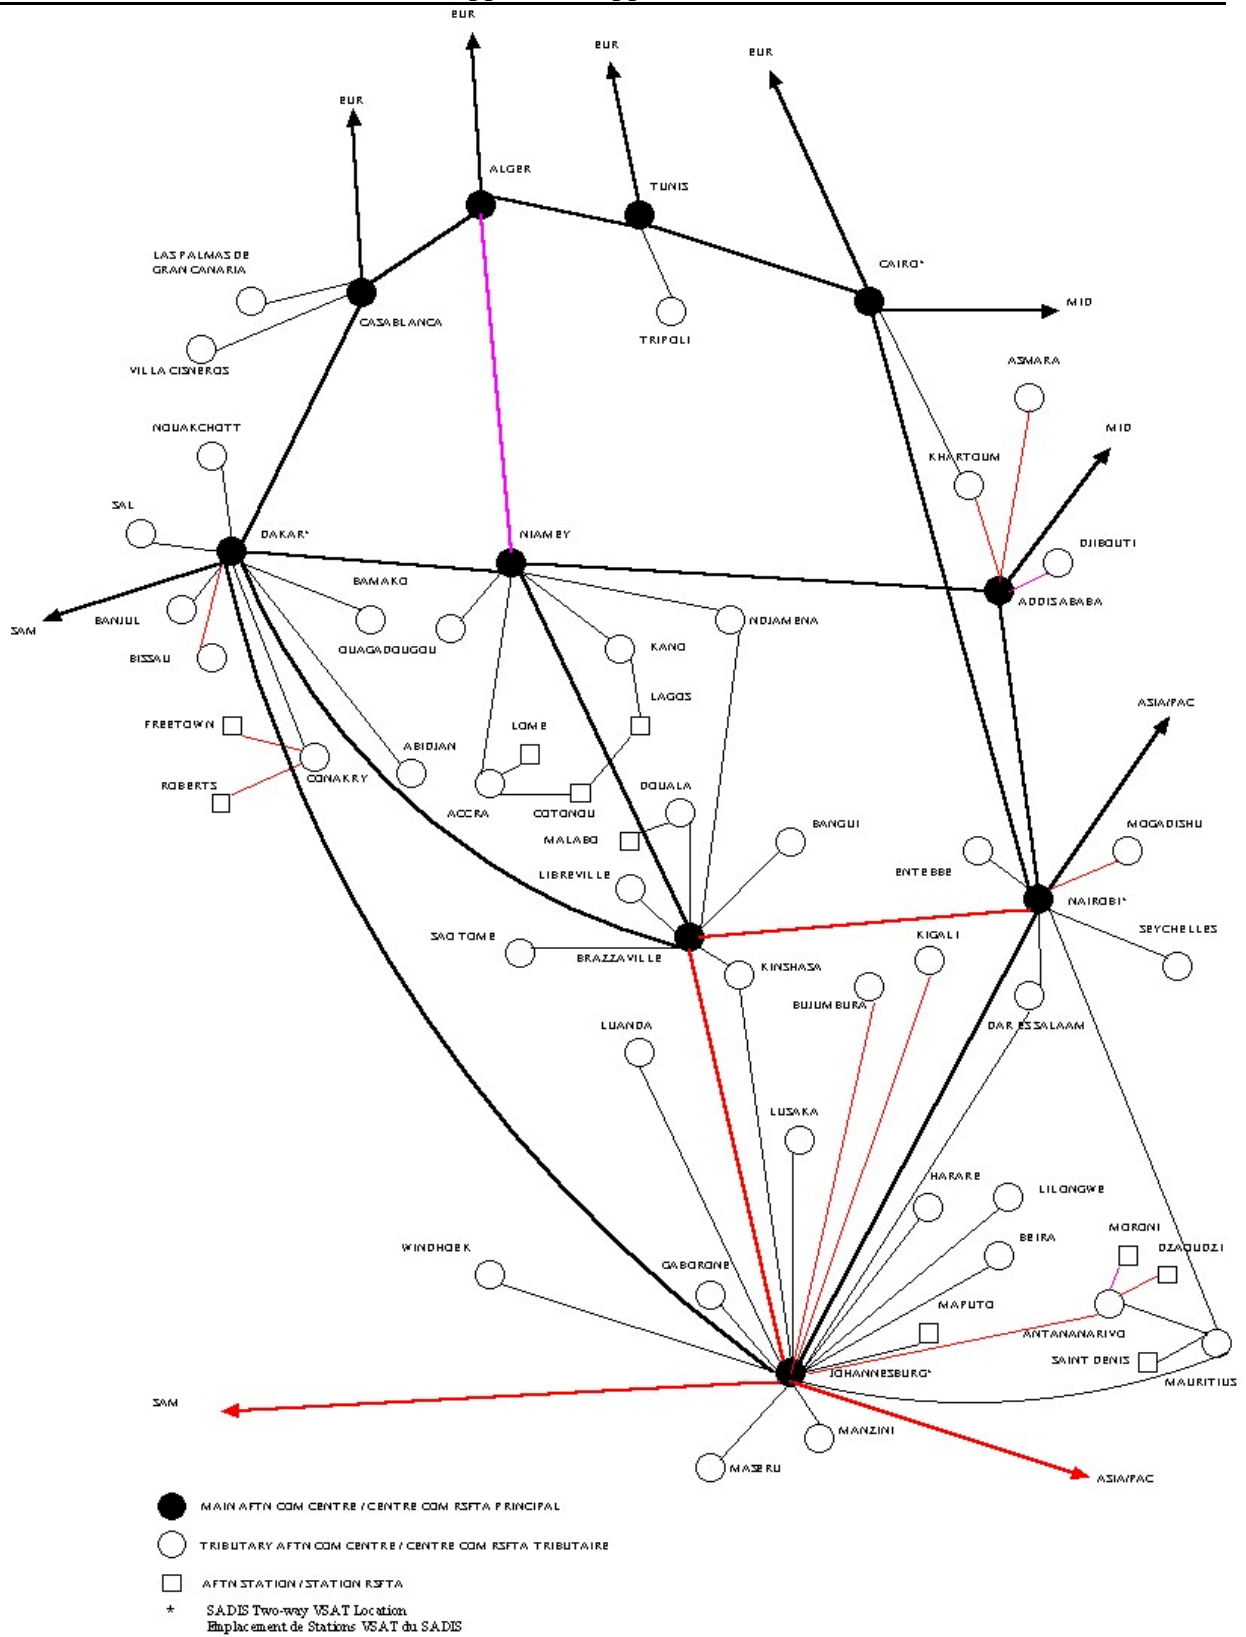 EUR
EUR
EUR
EUR
ALGER
TUNIS
LAS PALMAS DE
GRAN CANARIA
CAIRO*
MID
CASABLANCA
TRIPOLI
ASMARA
VILLA CISNEROS
NOUAKCHOTT
MID
KHARTOUM
SAL
DAKAR*
NIAMEY
DJIBOUTI
BAMAKO
ADDISABABA
BANJUL
SAM
NDJAMENA
OUAGADOUGOU
KANO
BISSAU
LAGOS
ASIA/PAC
FREETOWN
LOME
ABIDJAN
CONAKRY
ROBERTS
DOUALA
ACCRA
COTONOU
BANGUI
MOGADISHU
MALABO
ENTEBBE
LIBREVILLE
NAIROBI*
SEYCHELLES
SAO TOME
KIGALI
BRAZZAVILLE
KINSHASA
BUJUMBURA
LUANDA
DAR ES SALAAM
LUSAKA
HARARE
LILONGWE
MORONI
BEIRA
WINDHOEK
DZAOUDZI
GABORONE
MAPUTO
ANTANANARIVO
SAINT DENIS
JOHANNESBURG*
MAURITIUS
SAM
MANZINI
MASERU
ASIA/PAC
MAIN AFTN COM CENTRE / CENTRE COM RSFTA PRINCIPAL
TRIBUTARY AFTN COM CENTRE / CENTRE COM RSFTA TRIBUTAIRE
AFTN STATION / STATION RSFTA
* SADIS Two-way VSAT Location
Emplacement de Stations VSAT du SADIS